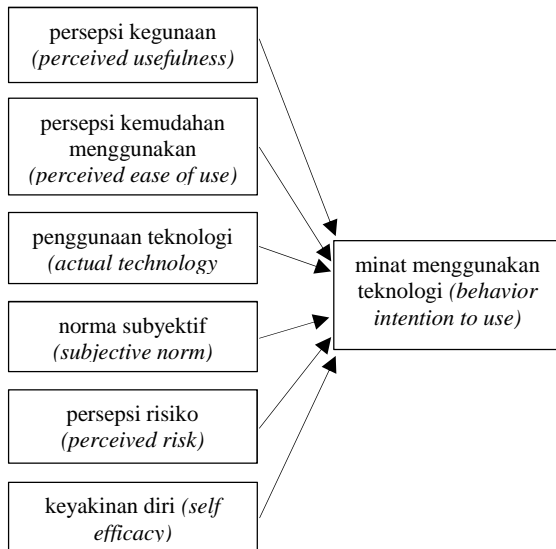 persepsi kegunaan
(perceived usefulness)
persepsi kemudahan
menggunakan
(perceived ease of use)
penggunaan teknologi
(actual technology
norma subyektif
(subjective norm)
persepsi risiko
(perceived risk)
keyakinan diri (self
efficacy)
minat menggunakan
teknologi (behavior
intention to use)